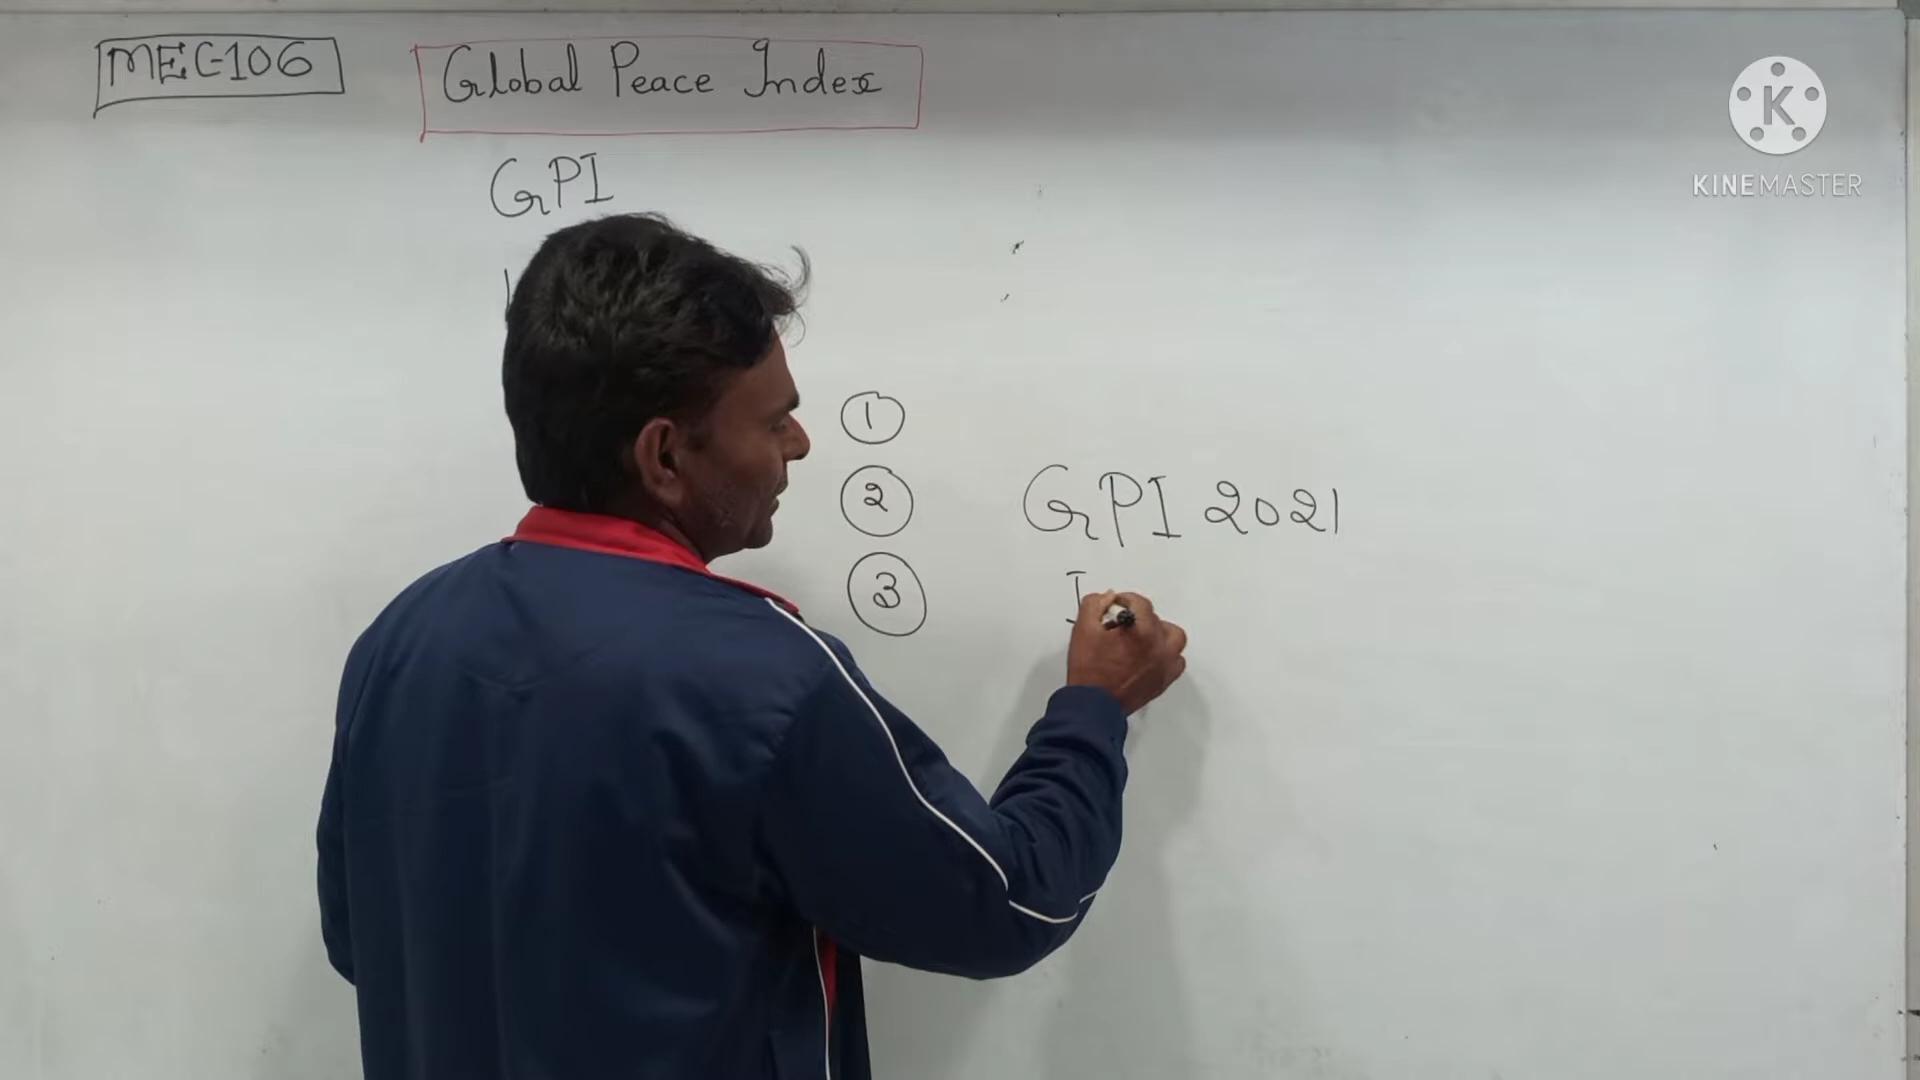 MEC-106
Global Peace Index
GPI
1
2
3
GPI 2021
I
K
KINEMASTER